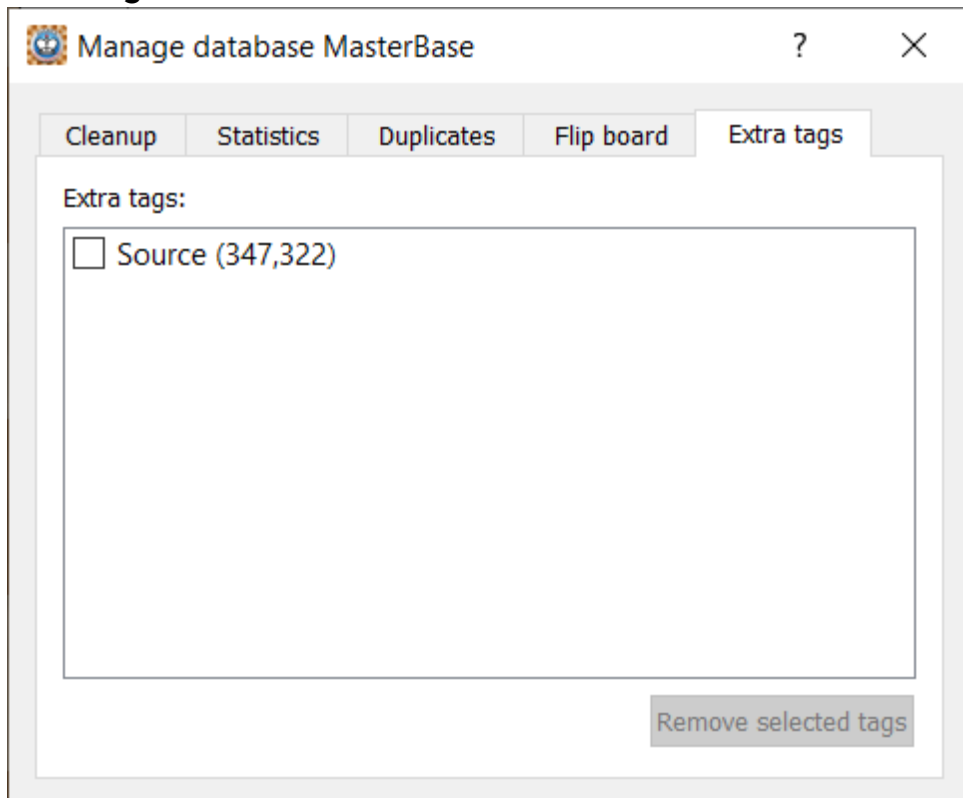 Manage database MasterBase ?
Cleanup Statistics Duplicates Flip board Extra tags
Extra tags:
Source (347,322)
Remove selected tags